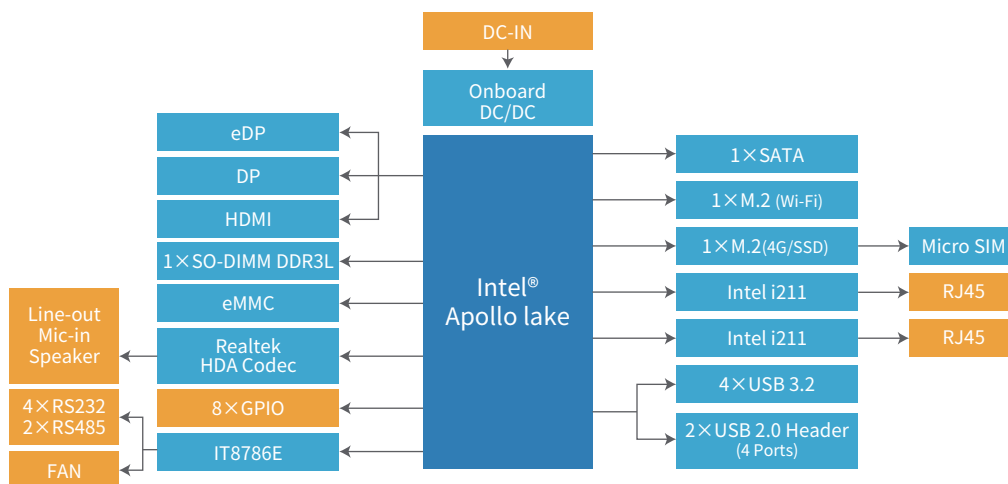 DC-IN
Onboard
DC/DC
eDP
DP
HDMI
1×SO-DIMM DDR3L
eMMC
Line-out
Mic-in
Speaker
Realtek
HDA Codec
4×RS232
2×RS485
8×GPIO
FAN
IT8786E
Intel®
Apollo lake
1×SATA
1×M.2 (Wi-Fi)
1×M.2(4G/SSD)
Micro SIM
Intel i211
RJ45
Intel i211
RJ45
4×USB 3.2
2×USB 2.0 Header
(4 Ports)